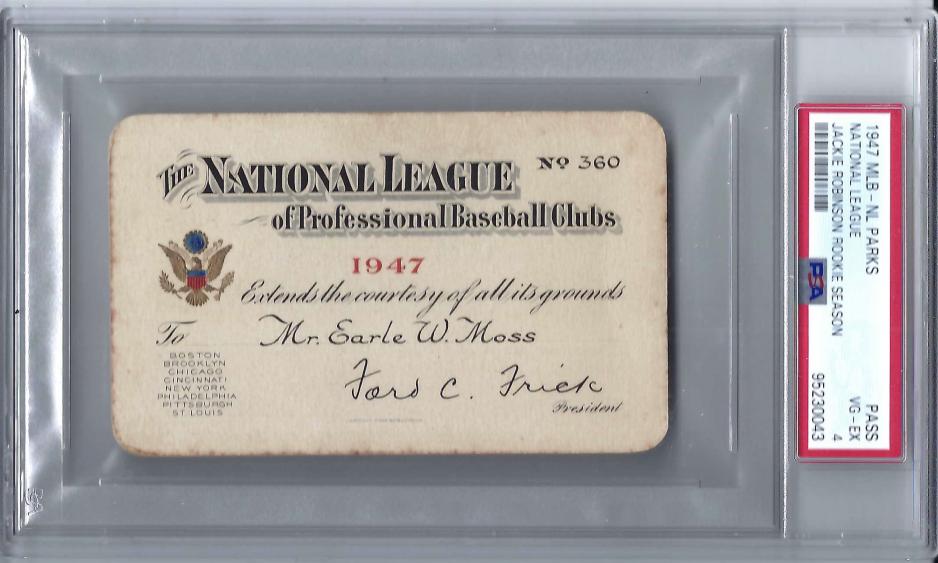 THE NATIONAL LEAGUE
Nº 360
of Professional Baseball Clubs
1947
Extends the courtesy of all its grounds
To Mr. Earle W. Moss
BOSTON
BROOKLYN
CHICAGO
CINCINNATI
NEW YORK
PHILADELPHIA
PITTSBURGH
ST LOUIS
Ford C. Frick
President
1947 MLB - NL PARKS
NATIONAL LEAGUE
JACKIE ROBINSON ROOKIE SEASON
PASS
VG-EX
4
95230043
PSA